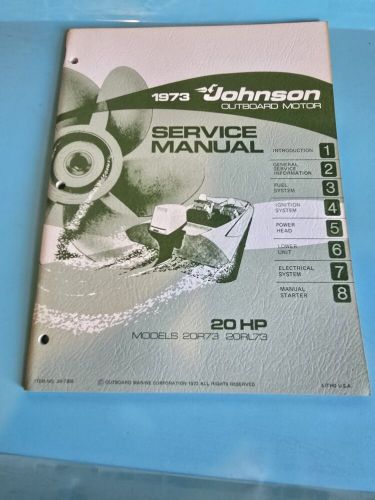 1973 Johnson
OUTBOARD MOTOR
SERVICE
MANUAL
INTRODUCTION 1
GENERAL
SERVICE
INFORMATION 2
FUEL
SYSTEM 3
IGNITION
SYSTEM 4
POWER
HEAD 5
LOWER
UNIT 6
ELECTRICAL
SYSTEM 7
MANUAL
STARTER 8
20 HP
MODELS 20R73 20RL73
ITEM NO.
© OUTBOARD MARINE CORPORATION 1972 ALL RIGHTS RESERVED
LITHO U.S.A.